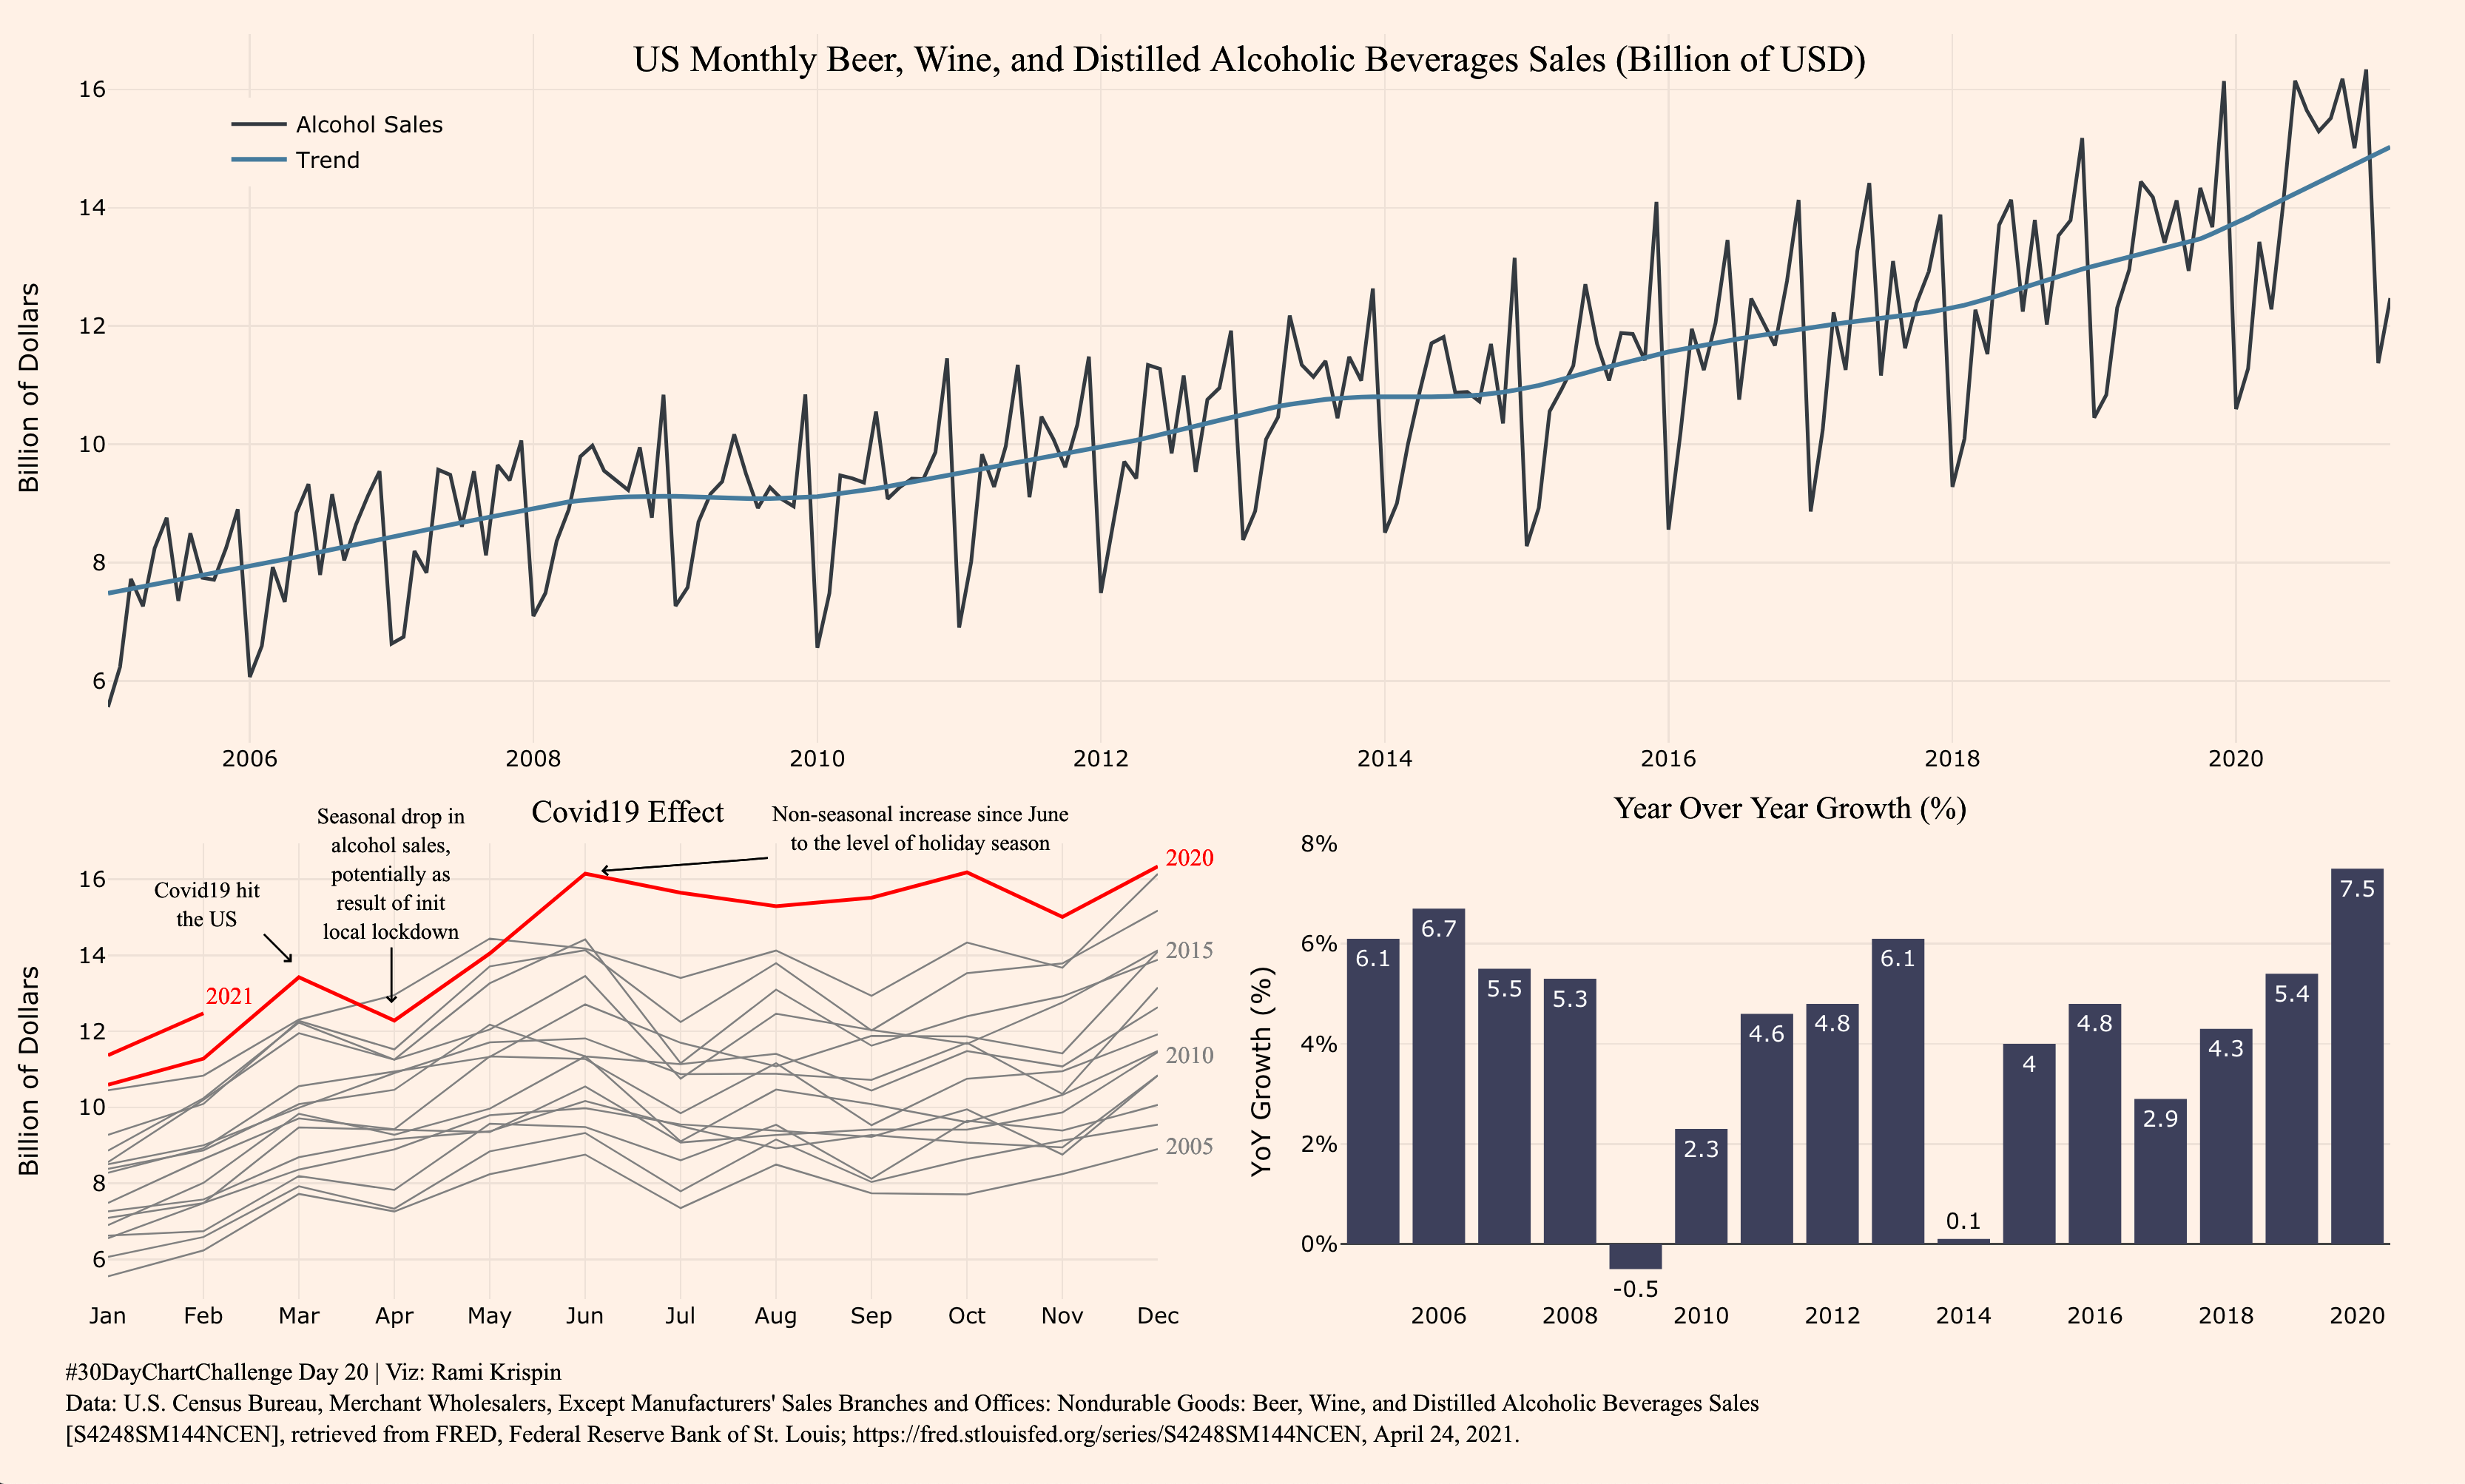 US Monthly Beer, Wine, and Distilled Alcoholic Beverages Sales (Billion of USD)
Alcohol Sales
Trend
Billion of Dollars
16
14
12
10
8
6
2006
2008
2010
2012
2014
2016
2018
2020
Covid19 Effect
Covid19 hit
the US
Seasonal drop in
alcohol sales,
potentially as
result of init
local lockdown
Non-seasonal increase since June
to the level of holiday season
2020
2021
2015
2010
2005
Billion of Dollars
16
14
12
10
8
6
Jan
Feb
Mar
Apr
May
Jun
Jul
Aug
Sep
Oct
Nov
Dec
Year Over Year Growth (%)
YoY Growth (%)
8%
6%
4%
2%
0%
6.1
6.7
5.5
5.3
-0.5
2.3
4.6
4.8
6.1
0.1
4
4.8
2.9
4.3
5.4
7.5
2006
2008
2010
2012
2014
2016
2018
2020
#30DayChartChallenge Day 20 | Viz: Rami Krispin
Data: U.S. Census Bureau, Merchant Wholesalers, Except Manufacturers' Sales Branches and Offices: Nondurable Goods: Beer, Wine, and Distilled Alcoholic Beverages Sales
[S4248SM144NCEN], retrieved from FRED, Federal Reserve Bank of St. Louis; https://fred.stlouisfed.org/series/S4248SM144NCEN, April 24, 2021.